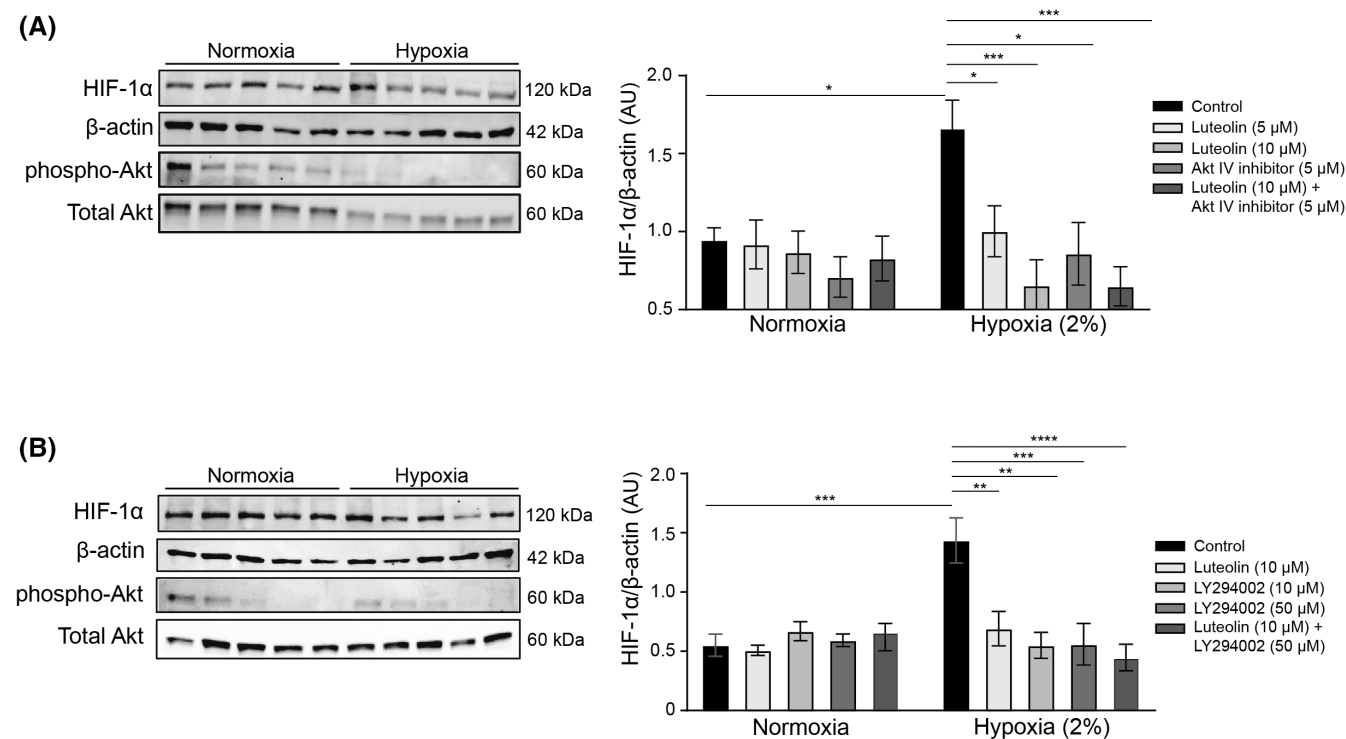 (A)
Normoxia Hypoxia
HIF-1α 120 kDa
β-actin 42 kDa
phospho-Akt 60 kDa
Total Akt 60 kDa
***
*
***
*
*
HIF-1α/β-actin (AU)
2.0
1.5
1.0
0.5
Normoxia Hypoxia (2%)
Control
Luteolin (5 μM)
Luteolin (10 μM)
Akt IV inhibitor (5 μM)
Luteolin (10 μM) +
Akt IV inhibitor (5 μM)
(B)
Normoxia Hypoxia
HIF-1α 120 kDa
β-actin 42 kDa
phospho-Akt 60 kDa
Total Akt 60 kDa
****
***
**
**
***
HIF-1α/β-actin (AU)
2.0
1.5
1.0
0.5
0
Normoxia Hypoxia (2%)
Control
Luteolin (10 μM)
LY294002 (10 μM)
LY294002 (50 μM)
Luteolin (10 μM) +
LY294002 (50 μM)